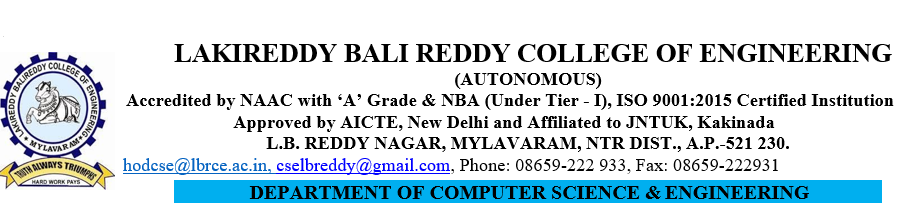 LAKIREDDY BALI REDDY COLLEGE OF ENGINEERING
(AUTONOMOUS)
Accredited by NAAC with ‘A’ Grade & NBA (Under Tier - I), ISO 9001:2015 Certified Institution
Approved by AICTE, New Delhi and Affiliated to JNTUK, Kakinada
L.B. REDDY NAGAR, MYLAVARAM, NTR DIST., A.P.-521 230.
hodcse@lbrce.ac.in, cselbreddy@gmail.com, Phone: 08659-222 933, Fax: 08659-222931
DEPARTMENT OF COMPUTER SCIENCE & ENGINEERING
LAKIREDDY BALIREDDY COLLEGE OF ENGINEERING
MYLAVARAM
TRUTH ALWAYS TRIUMPHS
HARD WORK PAYS